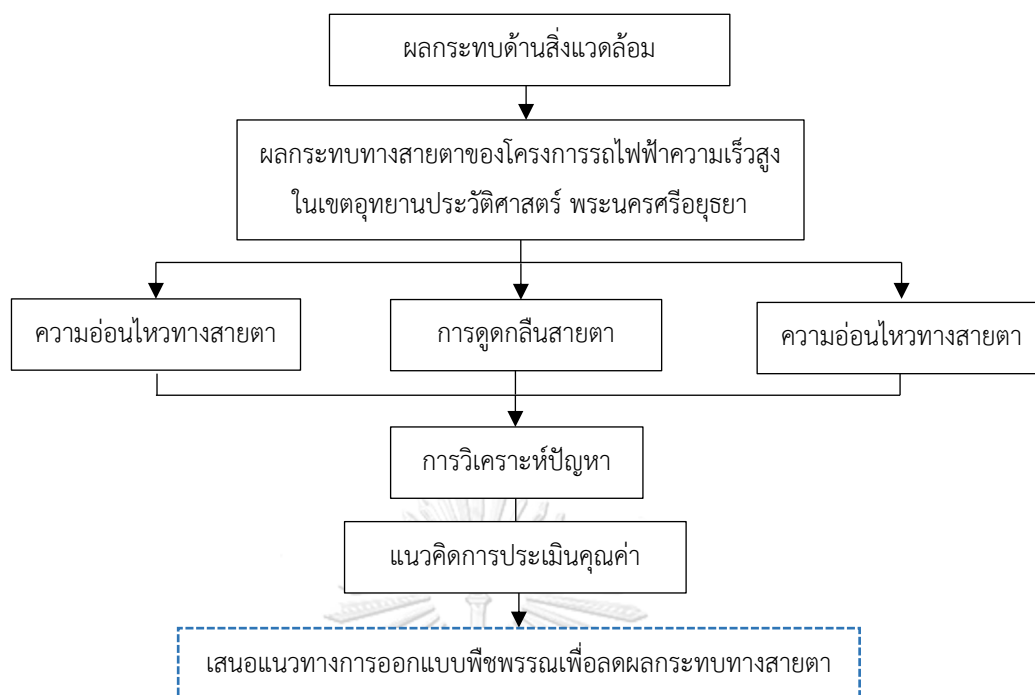 ผลกระทบด้านสิ่งแวดล้อม
ผลกระทบทางสายตาของโครงการรถไฟฟ้าความเร็วสูง
ในเขตอุทยานประวัติศาสตร์ พระนครศรีอยุธยา
ความอ่อนไหวทางสายตา
การดูดกลืนสายตา
ความอ่อนไหวทางสายตา
การวิเคราะห์ปัญหา
แนวคิดการประเมินคุณค่า
เสนอแนวทางการออกแบบพืชพรรณเพื่อลดผลกระทบทางสายตา